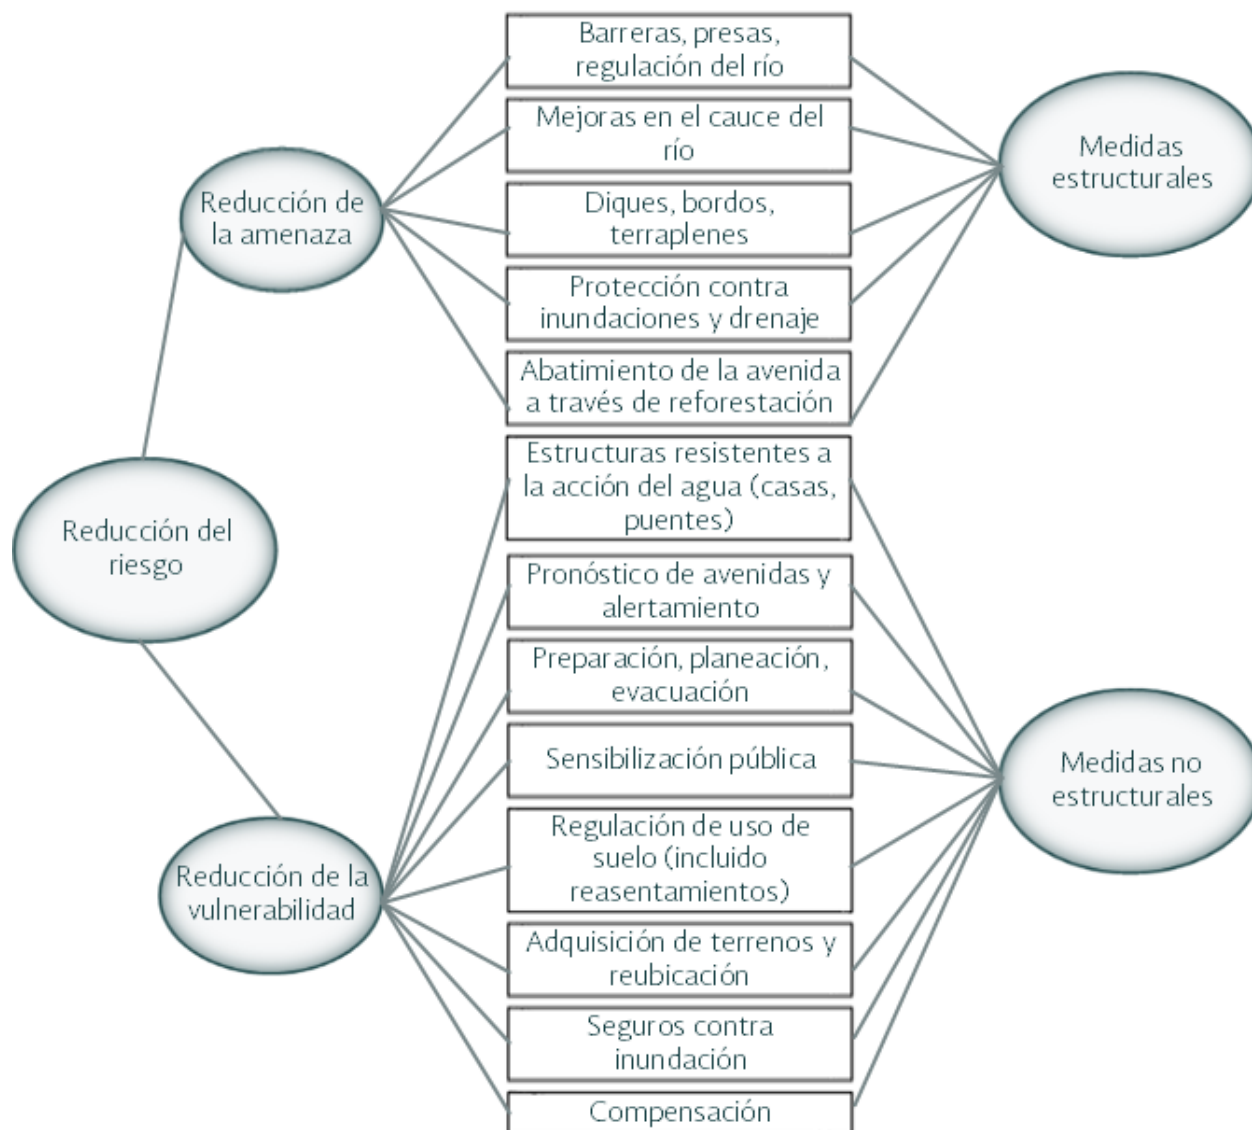 Barreras, presas,
regulación del río
Mejoras en el cauce del
río
Diques, bordos,
terraplenes
Protección contra
inundaciones y drenaje
Abatimiento de la avenida
a través de reforestación
Estructuras resistentes a
la acción del agua (casas,
puentes)
Pronóstico de avenidas y
alertamiento
Preparación, planeación,
evacuación
Sensibilización pública
Regulación de uso de
suelo (incluido
reasentamientos)
Adquisición de terrenos y
reubicación
Seguros contra
inundación
Compensación
Reducción de
la amenaza
Reducción del
riesgo
Reducción de la
vulnerabilidad
Medidas
estructurales
Medidas no
estructurales